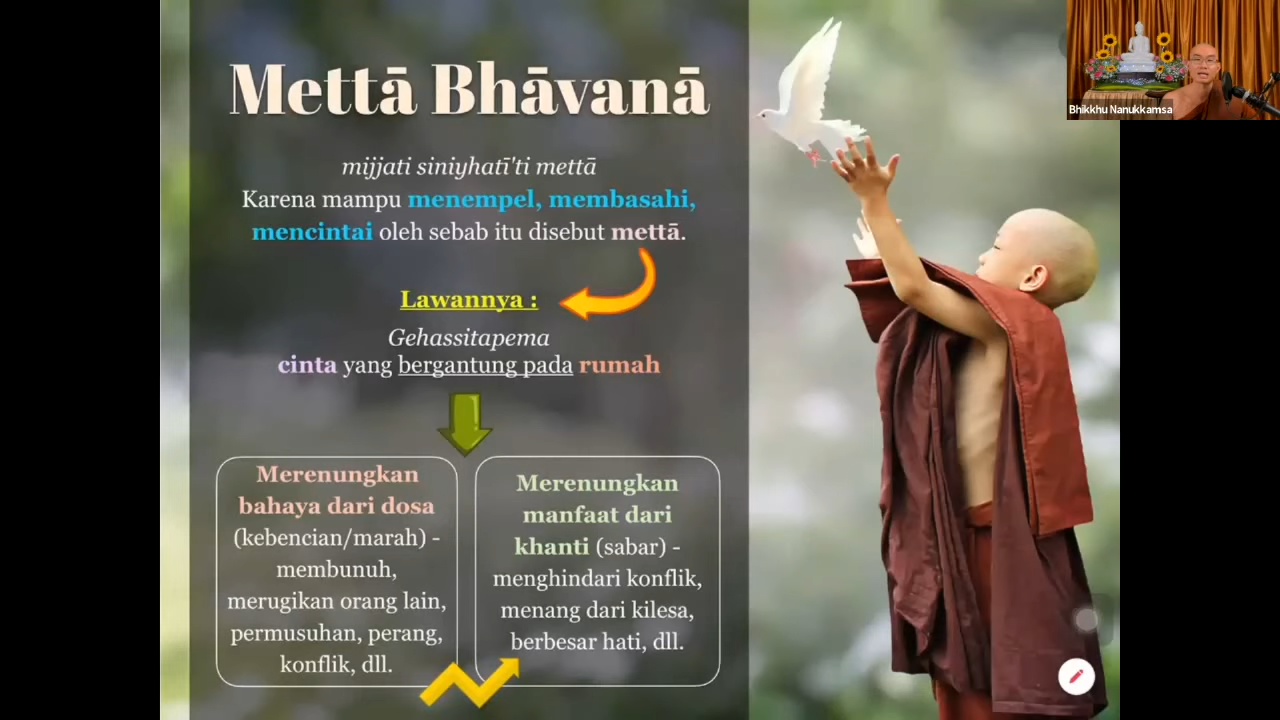 Mettā Bhāvanā
mijjati siniyhatī'ti mettā
Karena mampu menempel, membasahi,
mencintai oleh sebab itu disebut mettā.
Lawannya :
Gehassitapema
cinta yang bergantung pada rumah
Merenungkan
bahaya dari dosa
(kebencian/marah) -
membunuh,
merugikan orang lain,
permusuhan, perang,
konflik, dll.
Merenungkan
manfaat dari
khanti (sabar) -
menghindari konflik,
menang dari kilesa,
berbesar hati, dll.
Bhikkhu Nanukkamsa